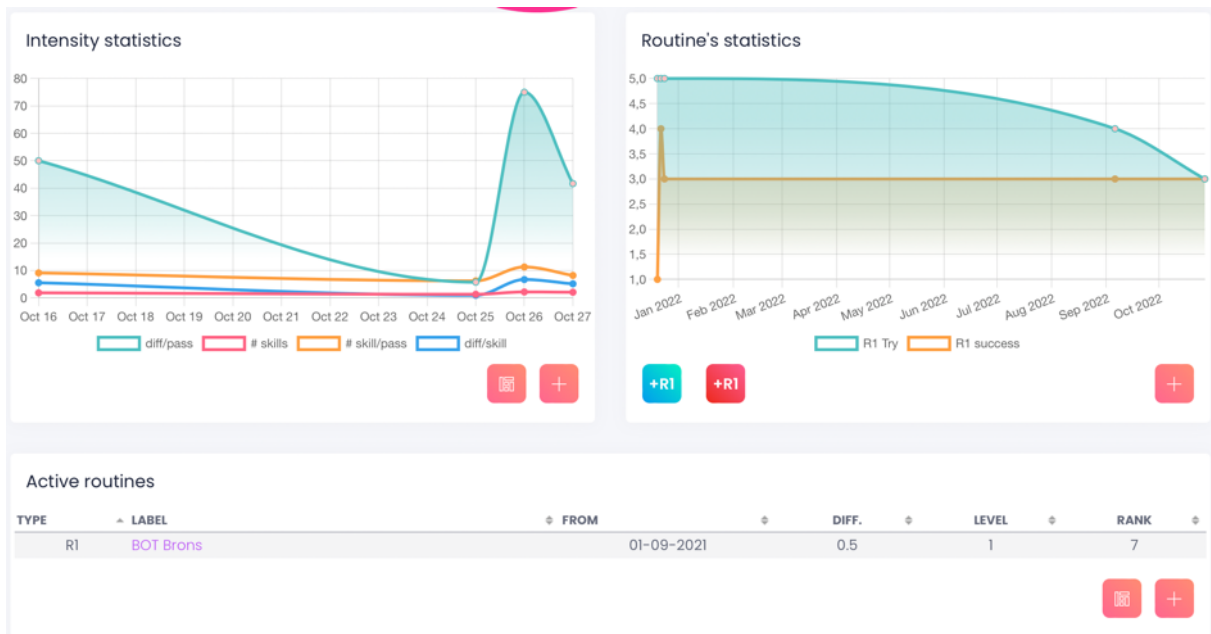 Intensity statistics
80
70
60
50
40
30
20
10
0
Oct 16 Oct 17 Oct 18 Oct 19 Oct 20 Oct 21 Oct 22 Oct 23 Oct 24 Oct 25 Oct 26 Oct 27
diff/pass # skills # skill/pass diff/skill
Routine's statistics
5,0
4,5
4,0
3,5
3,0
2,5
2,0
1,5
1,0
Jan 2022 Feb 2022 Mar 2022 Apr 2022 May 2022 Jun 2022 Jul 2022 Aug 2022 Sep 2022 Oct 2022
R1 Try R1 success
+R1 +R1
Active routines
TYPE LABEL FROM DIFF. LEVEL RANK
R1 BOT Brons 01-09-2021 0.5 1 7